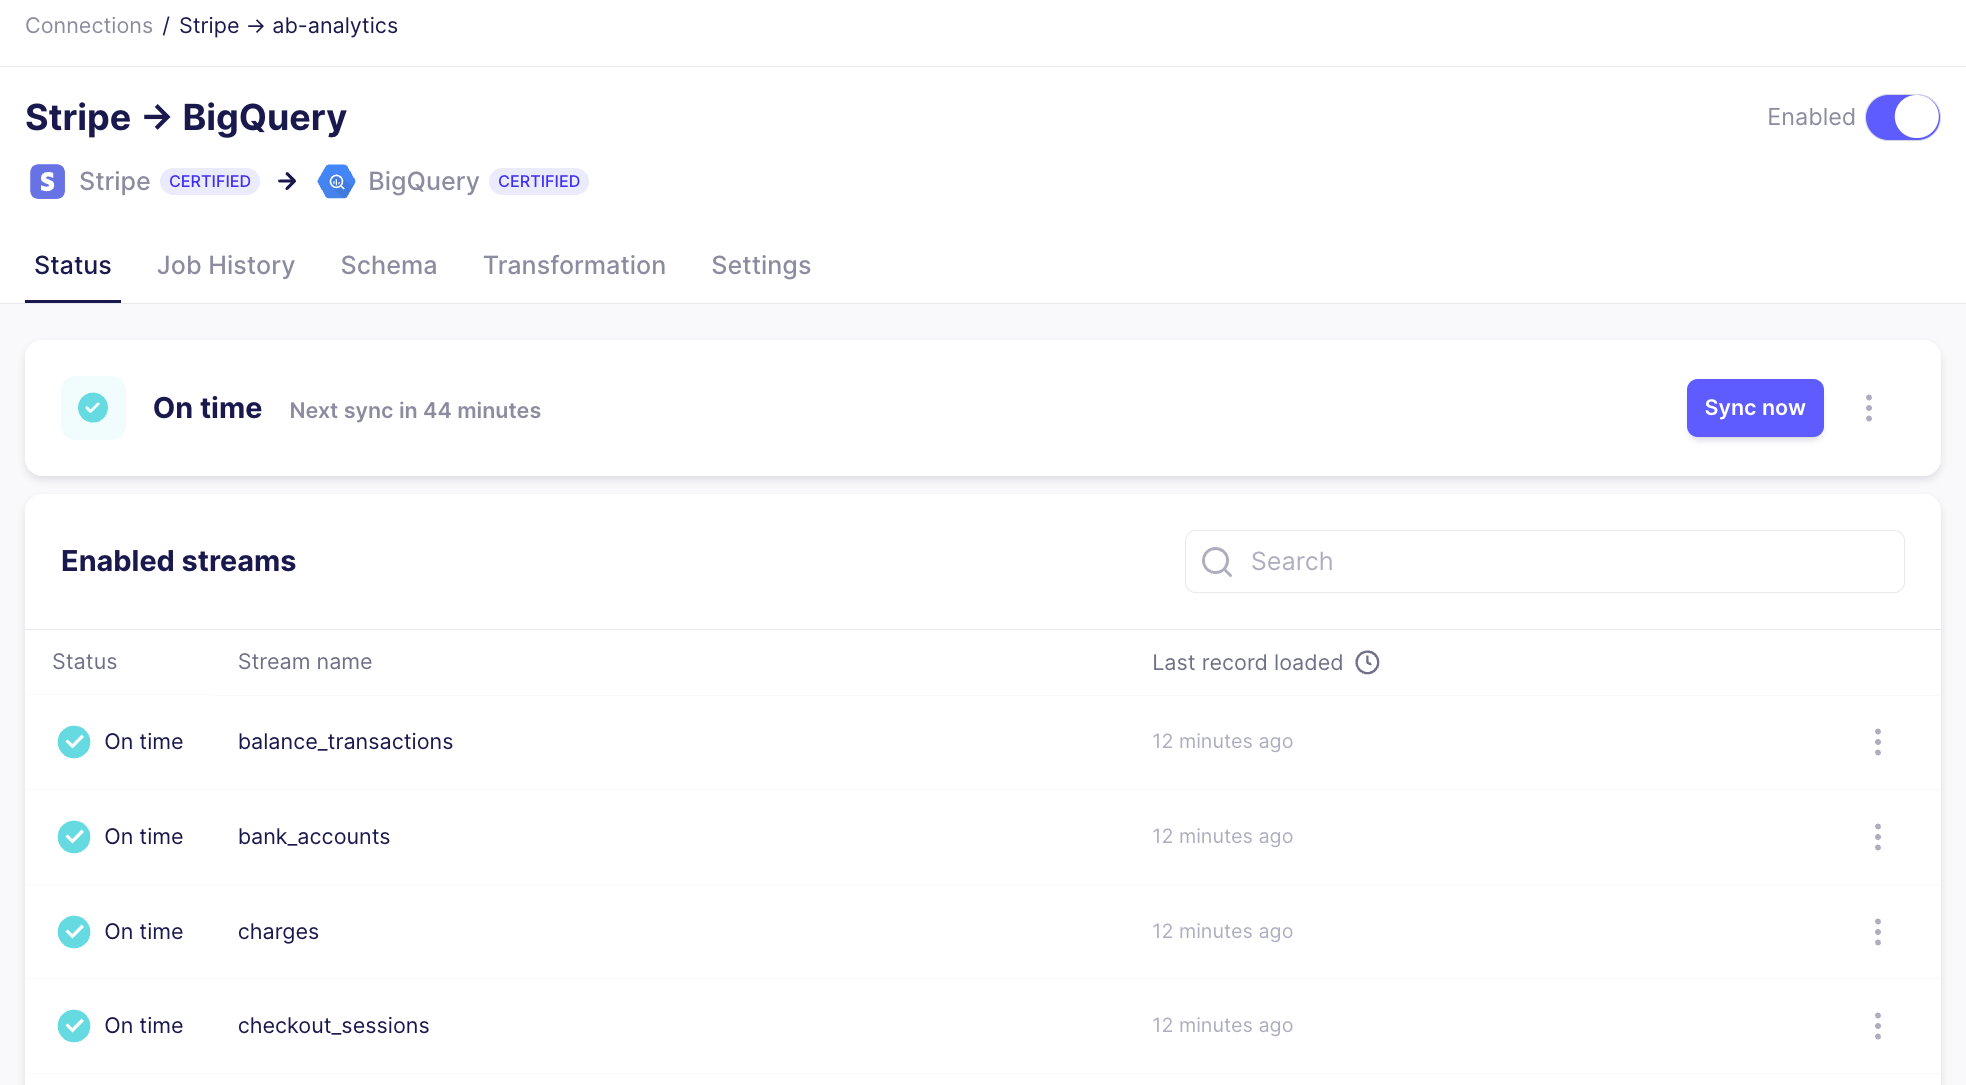 Connections / Stripe → ab-analytics
Stripe → BigQuery
Enabled
S Stripe CERTIFIED → BigQuery CERTIFIED
Status Job History Schema Transformation Settings
On time Next sync in 44 minutes Sync now
Enabled streams Search
Status Stream name Last record loaded
On time balance_transactions 12 minutes ago
On time bank_accounts 12 minutes ago
On time charges 12 minutes ago
On time checkout_sessions 12 minutes ago